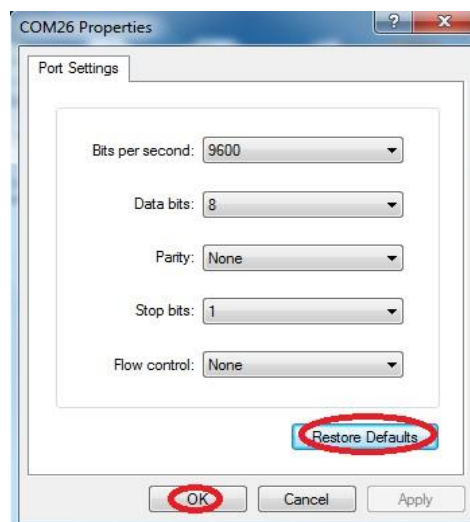 COM26 Properties
Port Settings
Bits per second: 9600
Data bits: 8
Parity: None
Stop bits: 1
Flow control: None
Restore Defaults
OK Cancel Apply